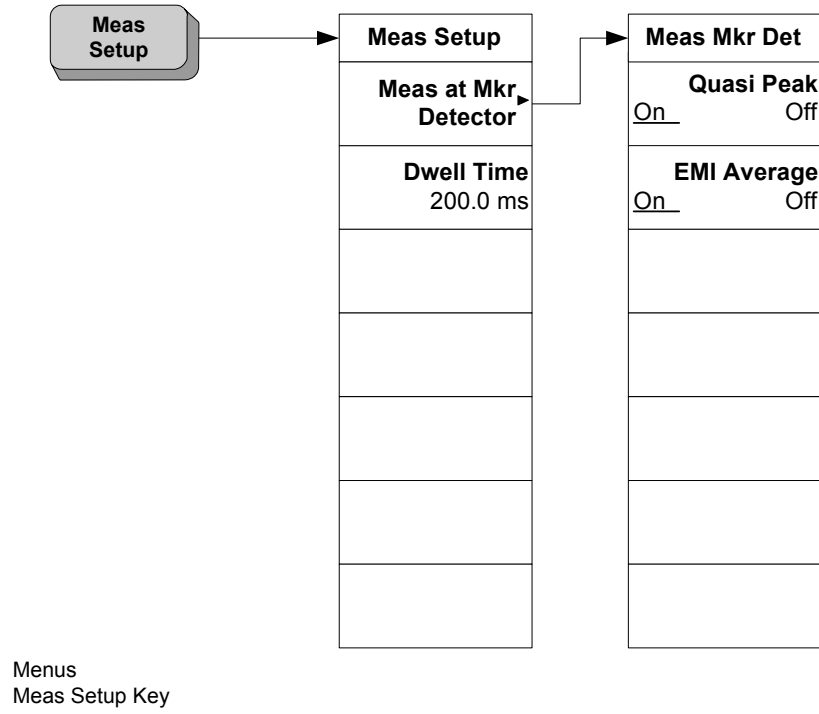 Meas
Setup
Meas Setup
Meas at Mkr
Detector
Dwell Time
200.0 ms
Meas Mkr Det
Quasi Peak
On Off
EMI Average
On Off
Menus
Meas Setup Key